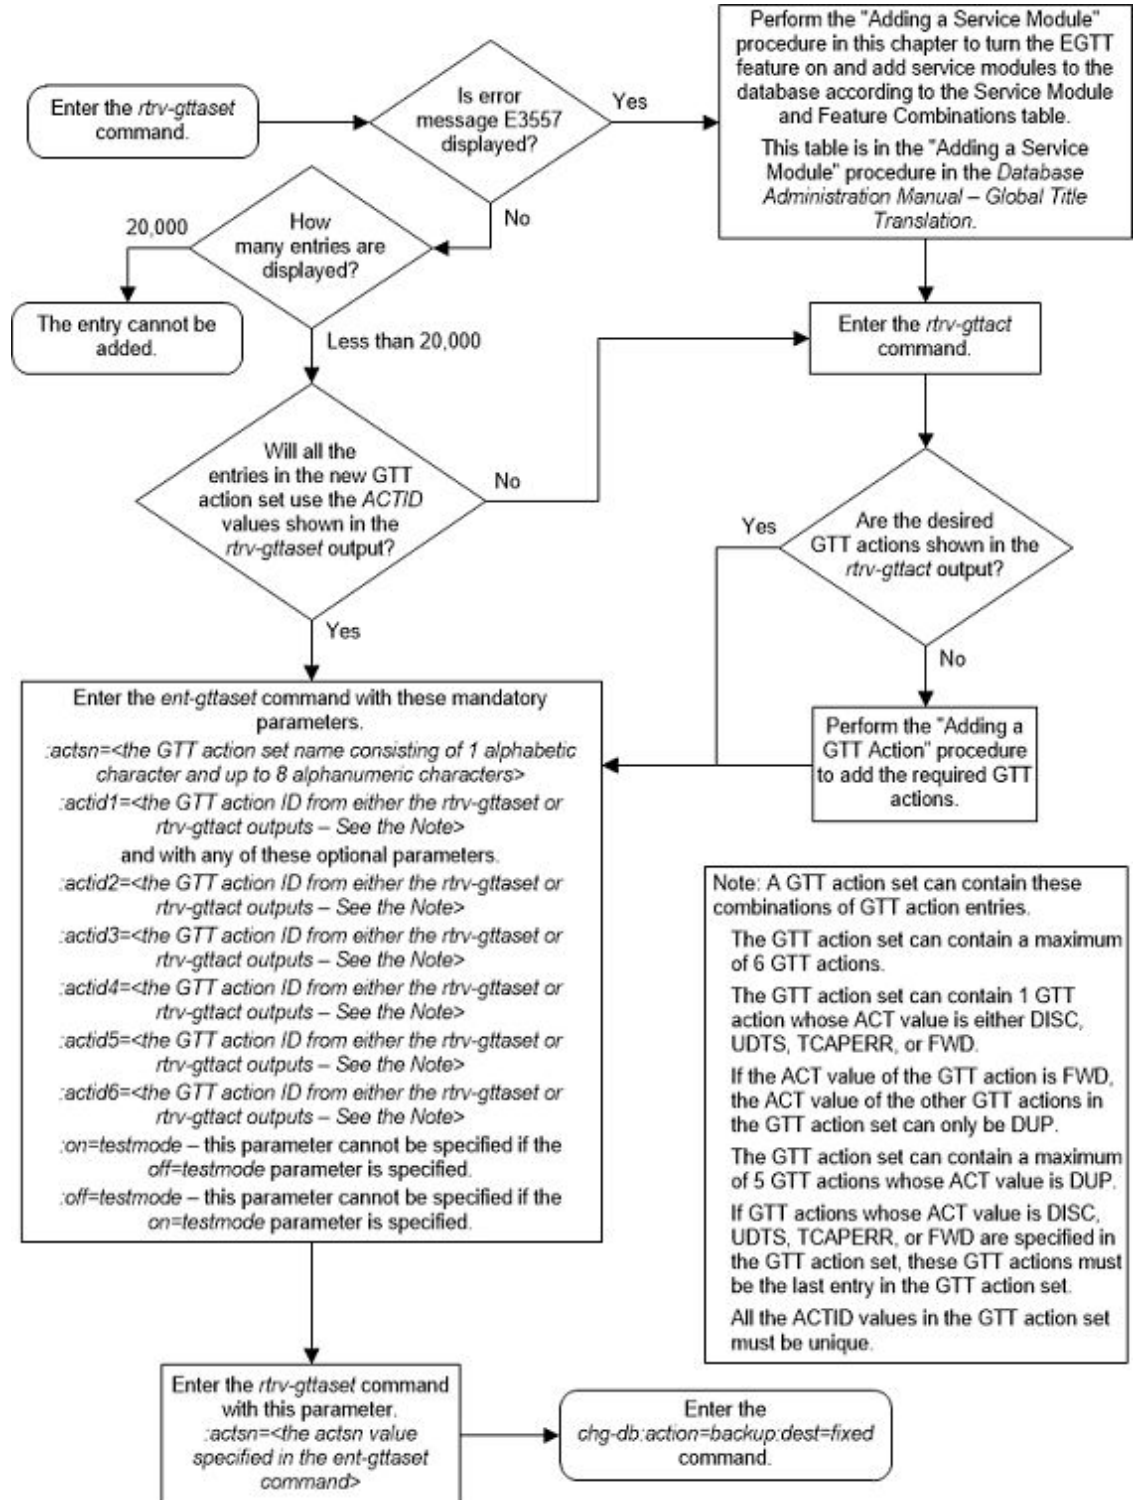 Enter the rtrv-gttaset
command.
Is error
message E3557
displayed?
Yes
Perform the "Adding a Service Module"
procedure in this chapter to turn the EGTT
feature on and add service modules to the
database according to the Service Module
and Feature Combinations table.
This table is in the "Adding a Service
Module" procedure in the Database
Administration Manual – Global Title
Translation.
No
How
many entries are
displayed?
20,000
The entry cannot be
added.
Less than 20,000
Enter the rtrv-gttact
command.
Will all the
entries in the new GTT
action set use the ACTID
values shown in the
rtrv-gttaset output?
No
Yes
Are the desired
GTT actions shown in the
rtrv-gttact output?
Yes
No
Perform the "Adding a
GTT Action" procedure
to add the required GTT
actions.
Enter the ent-gttaset command with these mandatory
parameters.
:actsn=<the GTT action set name consisting of 1 alphabetic
character and up to 8 alphanumeric characters>
:actid1=<the GTT action ID from either the rtrv-gttaset or
rtrv-gttact outputs – See the Note>
and with any of these optional parameters.
:actid2=<the GTT action ID from either the rtrv-gttaset or
rtrv-gttact outputs – See the Note>
:actid3=<the GTT action ID from either the rtrv-gttaset or
rtrv-gttact outputs – See the Note>
:actid4=<the GTT action ID from either the rtrv-gttaset or
rtrv-gttact outputs – See the Note>
:actid5=<the GTT action ID from either the rtrv-gttaset or
rtrv-gttact outputs – See the Note>
:actid6=<the GTT action ID from either the rtrv-gttaset or
rtrv-gttact outputs – See the Note>
:on=testmode – this parameter cannot be specified if the
off=testmode parameter is specified.
:off=testmode – this parameter cannot be specified if the
on=testmode parameter is specified.
Note: A GTT action set can contain these
combinations of GTT action entries.
The GTT action set can contain a maximum
of 6 GTT actions.
The GTT action set can contain 1 GTT
action whose ACT value is either DISC,
UDTS, TCAPERR, or FWD.
If the ACT value of the GTT action is FWD,
the ACT value of the other GTT actions in
the GTT action set can only be DUP.
The GTT action set can contain a maximum
of 5 GTT actions whose ACT value is DUP.
If GTT actions whose ACT value is DISC,
UDTS, TCAPERR, or FWD are specified in
the GTT action set, these GTT actions must
be the last entry in the GTT action set.
All the ACTID values in the GTT action set
must be unique.
Enter the rtrv-gttaset command
with this parameter.
:actsn=<the actsn value
specified in the ent-gttaset
command>
Enter the
chg-db:action=backup:dest=fixed
command.